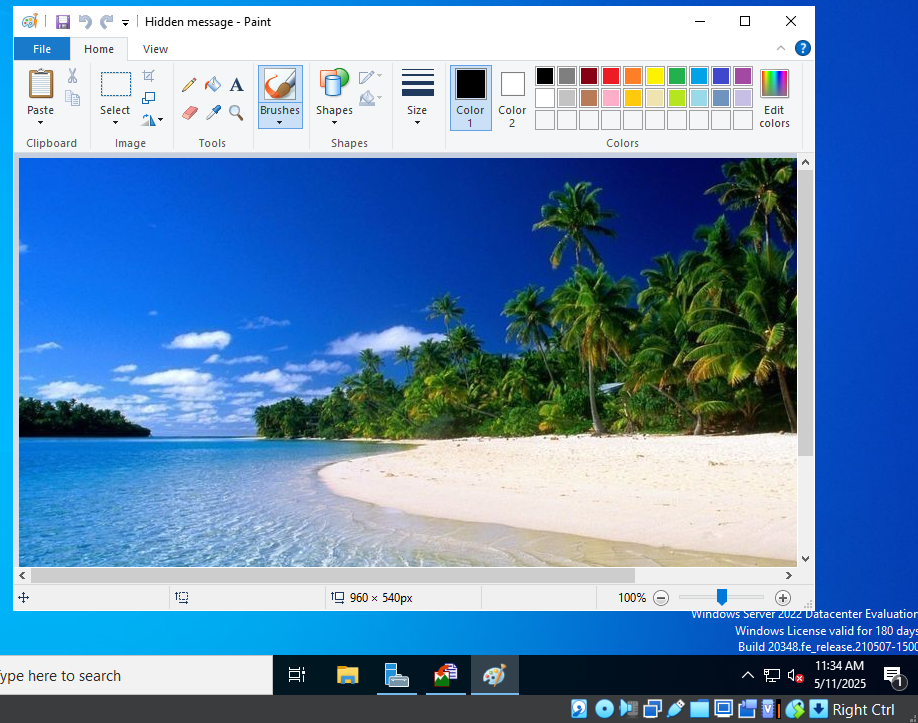 Hidden message - Paint
File Home View
Paste
Select
Brushes
Shapes
Size
Color 1
Color 2
Edit colors
Clipboard Image Tools Shapes Colors
960 × 540px 100%
Windows Server 2022 Datacenter Evaluation
Windows License valid for 180 days
Build 20348.fe_release.210507-1500
ype here to search
11:34 AM
5/11/2025
1
Right Ctrl